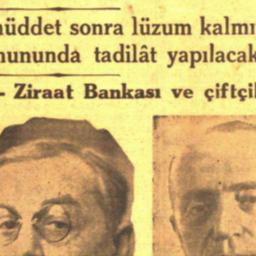 müddet sonra lüzum kalmı
nununda tadilât yapılacak
- Ziraat Bankası ve çiftçi